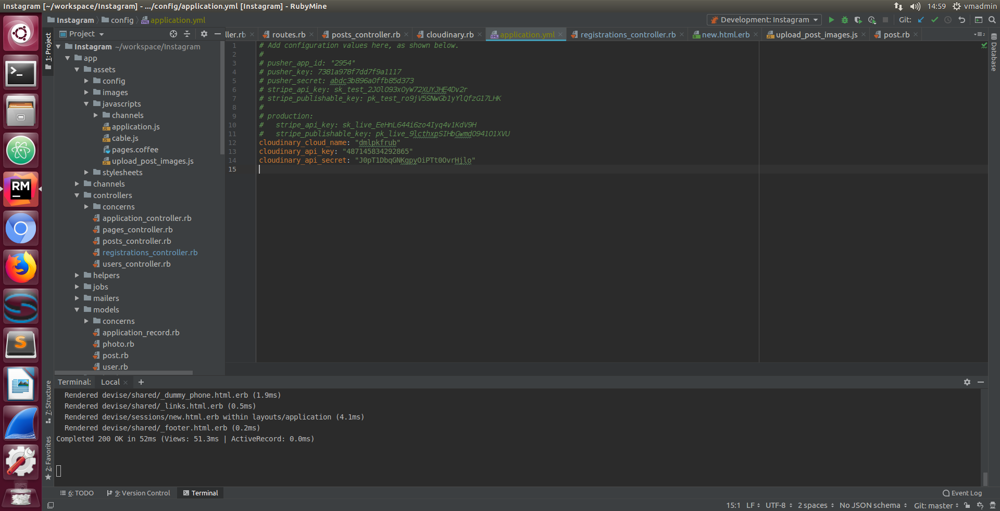 Instagram [~/workspace/Instagram] - .../config/application.yml [Instagram] - RubyMine
14:59 vmadmin
Instagram config application.yml
Development: Instagram Git:
1: Project
Project
ller.rb routes.rb posts_controller.rb cloudinary.rb application.yml registrations_controller.rb new.html.erb upload_post_images.js post.rb
Database
Instagram ~/workspace/Instagram
app
assets
config
images
javascripts
channels
application.js
cable.js
pages.coffee
upload_post_images.js
stylesheets
channels
controllers
concerns
application_controller.rb
pages_controller.rb
posts_controller.rb
registrations_controller.rb
users_controller.rb
helpers
jobs
mailers
models
concerns
application_record.rb
photo.rb
post.rb
user.rb
1 # Add configuration values here, as shown below.
2 #
3 # pusher_app_id: "2954"
4 # pusher_key: 7381a978f7dd7f9a1117
5 # pusher_secret: abdc3b896a0ffb85d373
6 # stripe_api_key: sk_test_2J0l093xOyW72XUYJHE4Dv2r
7 # stripe_publishable_key: pk_test_ro9jV5SNwGb1yYlQfzG17LHK
8 #
9 # production:
10 #   stripe_api_key: sk_live_EeHnL644i6zo4Iyq4v1KdV9H
11 #   stripe_publishable_key: pk_live_9lcthxpSIHbGwmdO941O1XVU
12 cloudinary_cloud_name: "dmlpkfrub"
13 cloudinary_api_key: "487145834292865"
14 cloudinary_api_secret: "J0pT1DbqGNKgpyOiPTt0OvrHjlo"
15
7: Structure
2: Favorites
Terminal: Local
Rendered devise/shared/_dummy_phone.html.erb (1.9ms)
Rendered devise/shared/_links.html.erb (0.5ms)
Rendered devise/sessions/new.html.erb within layouts/application (4.1ms)
Rendered devise/shared/_footer.html.erb (0.2ms)
Completed 200 OK in 52ms (Views: 51.3ms | ActiveRecord: 0.0ms)
6: TODO 9: Version Control Terminal Event Log
15:1 LF UTF-8 2 spaces No JSON schema Git: master